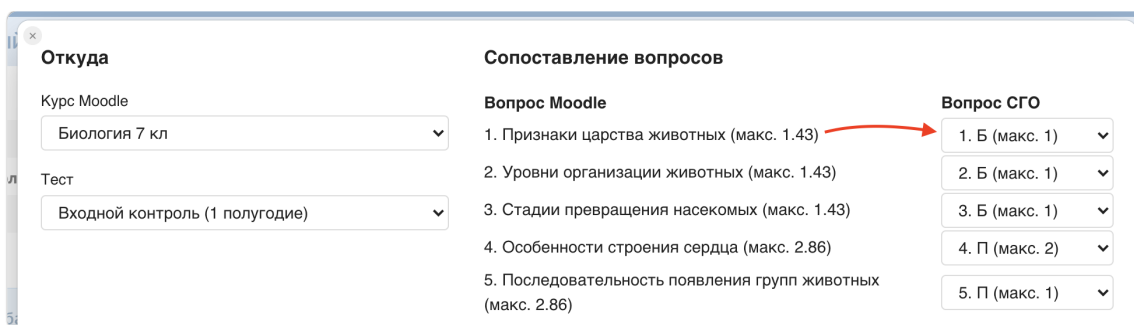 Откуда
Сопоставление вопросов
Курс Moodle
Вопрос Moodle
Вопрос СГО
Биология 7 кл
1. Признаки царства животных (макс. 1.43)
1. Б (макс. 1)
2. Уровни организации животных (макс. 1.43)
2. Б (макс. 1)
Тест
Входной контроль (1 полугодие)
3. Стадии превращения насекомых (макс. 1.43)
3. Б (макс. 1)
4. Особенности строения сердца (макс. 2.86)
4. П (макс. 2)
5. Последовательность появления групп животных
(макс. 2.86)
5. П (макс. 1)